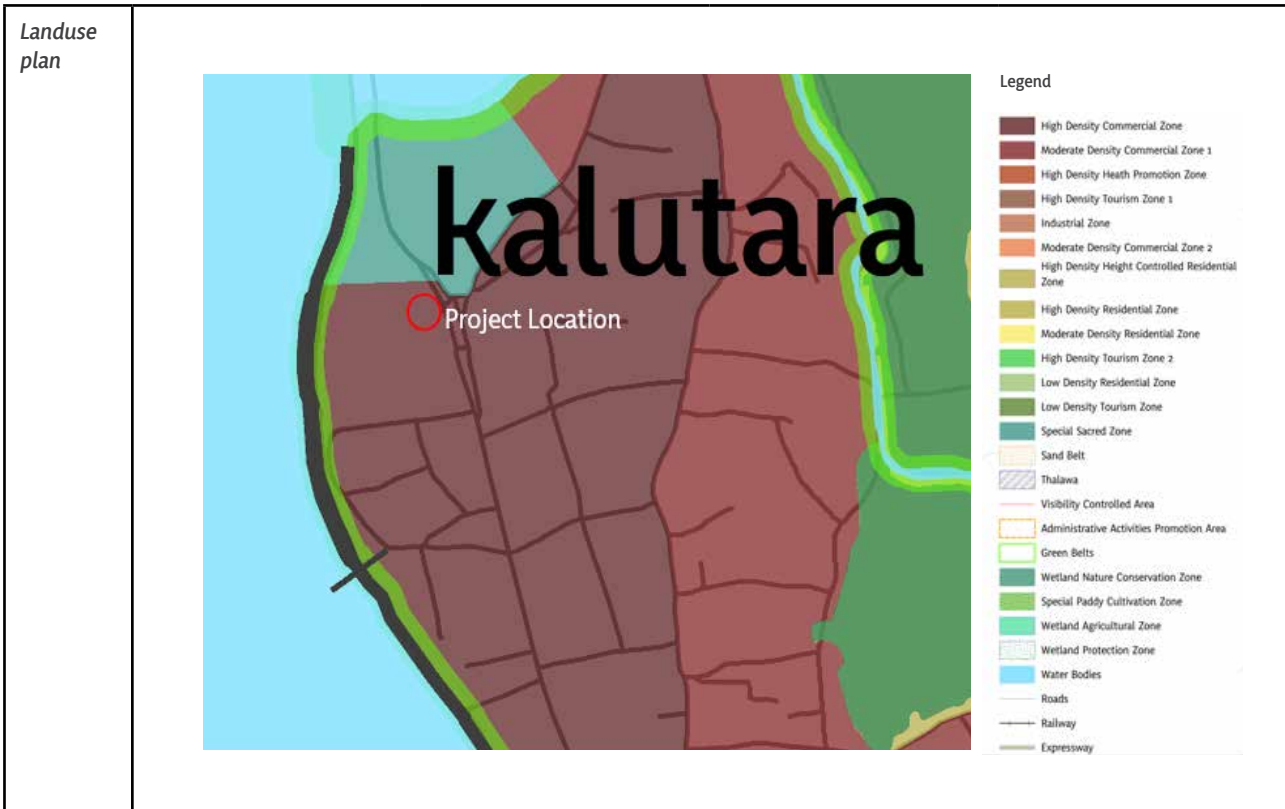 Landuse
plan
kalutara
Project Location
Legend
High Density Commercial Zone
Moderate Density Commercial Zone 1
High Density Heath Promotion Zone
High Density Tourism Zone 1
Industrial Zone
Moderate Density Commercial Zone 2
High Density Height Controlled Residential
Zone
High Density Residential Zone
Moderate Density Residential Zone
High Density Tourism Zone 2
Low Density Residential Zone
Low Density Tourism Zone
Special Sacred Zone
Sand Belt
Thalawa
Visibility Controlled Area
Administrative Activities Promotion Area
Green Belts
Wetland Nature Conservation Zone
Special Paddy Cultivation Zone
Wetland Agricultural Zone
Wetland Protection Zone
Water Bodies
Roads
Railway
Expressway